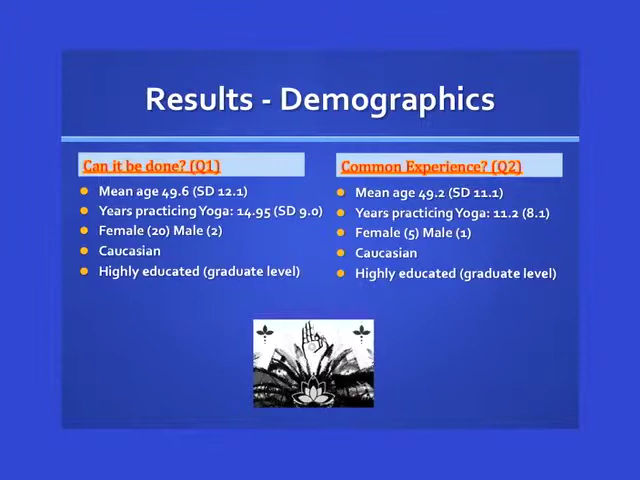 Results - Demographics
Can it be done? (Q1)
Mean age 49.6 (SD 12.1)
Years practicing Yoga: 14.95 (SD 9.0)
Female (20) Male (2)
Caucasian
Highly educated (graduate level)
Common Experience? (Q2)
Mean age 49.2 (SD 11.1)
Years practicing Yoga: 11.2 (8.1)
Female (5) Male (1)
Caucasian
Highly educated (graduate level)